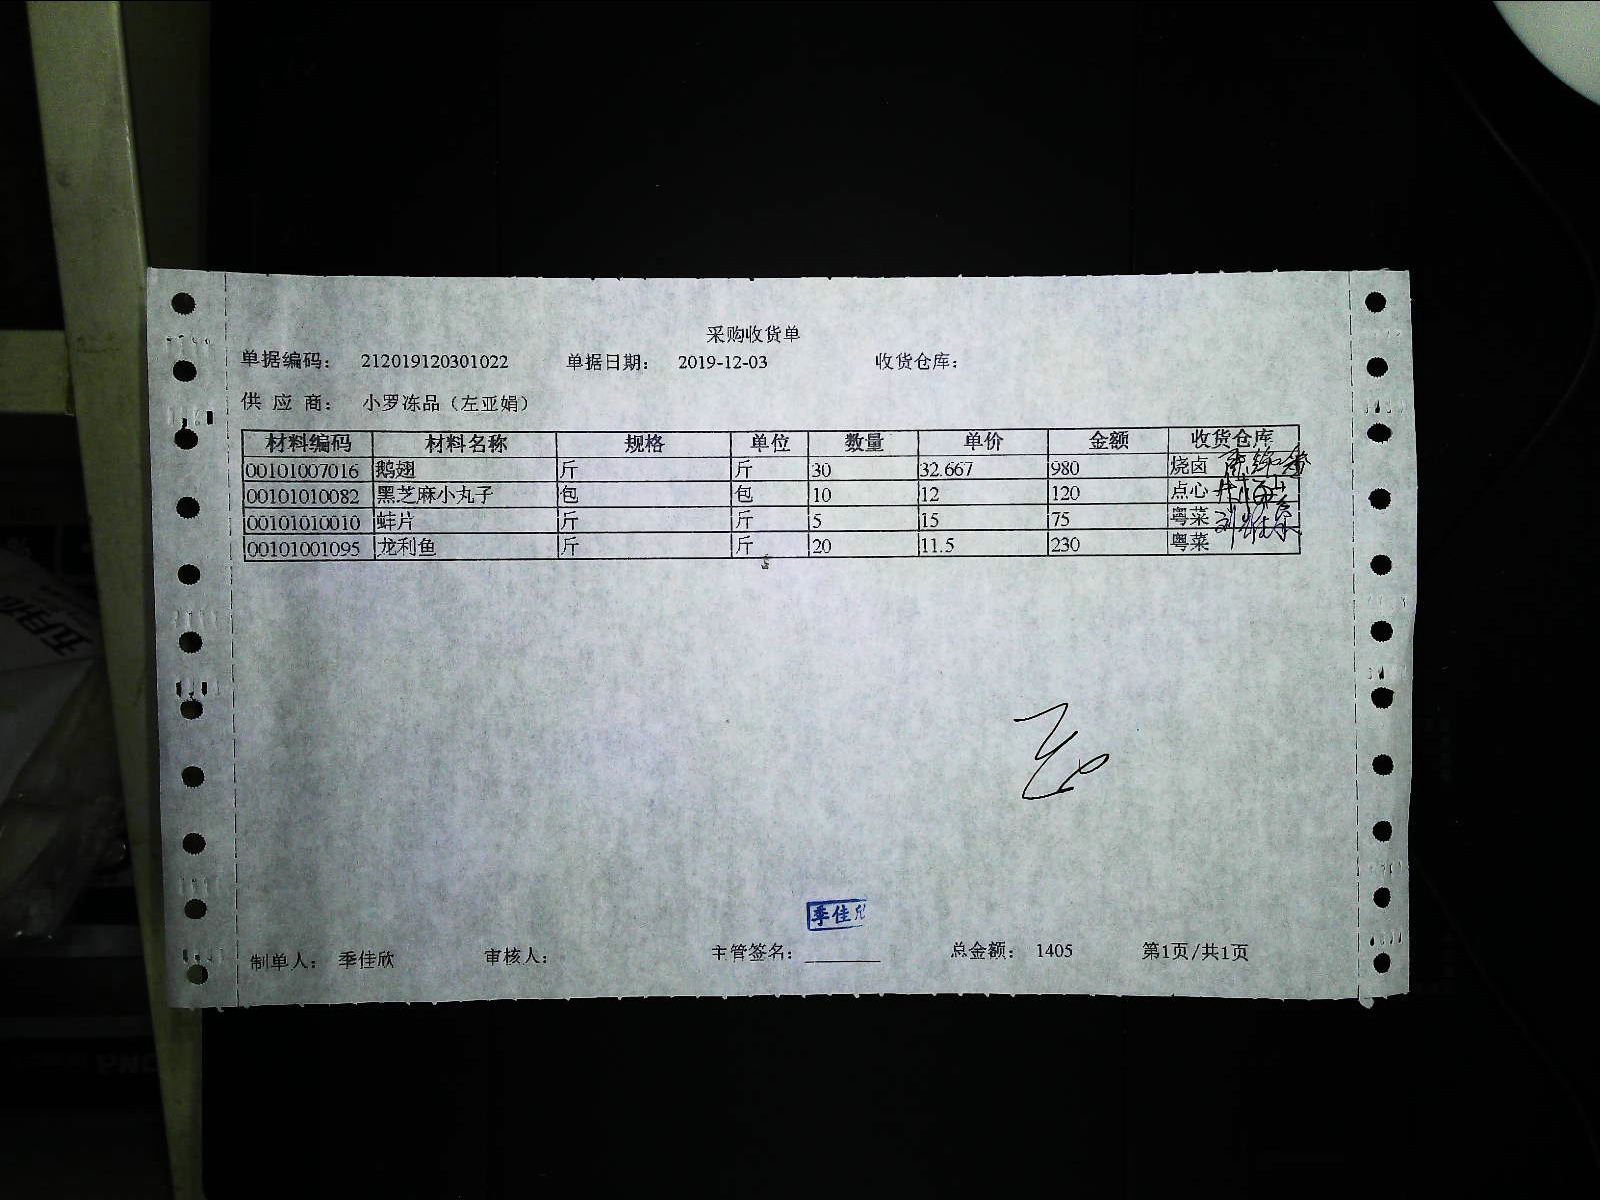 采购收货单
单据编码： 212019120301022 单据日期： 2019-12-03 收货仓库：
供 应 商： 小罗冻品（左亚娟）
材料编码 材料名称 规格 单位 数量 单价 金额 收货仓库
00101007016 鹅翅 斤 斤 30 32.667 980 烧卤
00101010082 黑芝麻小丸子 包 包 10 12 120 点心
00101010010 蚌片 斤 斤 5 15 75 粤菜
00101001095 龙利鱼 斤 斤 20 11.5 230 粤菜
季佳
制单人： 季佳欣 审核人： 主管签名： 总金额： 1405 第1页/共1页